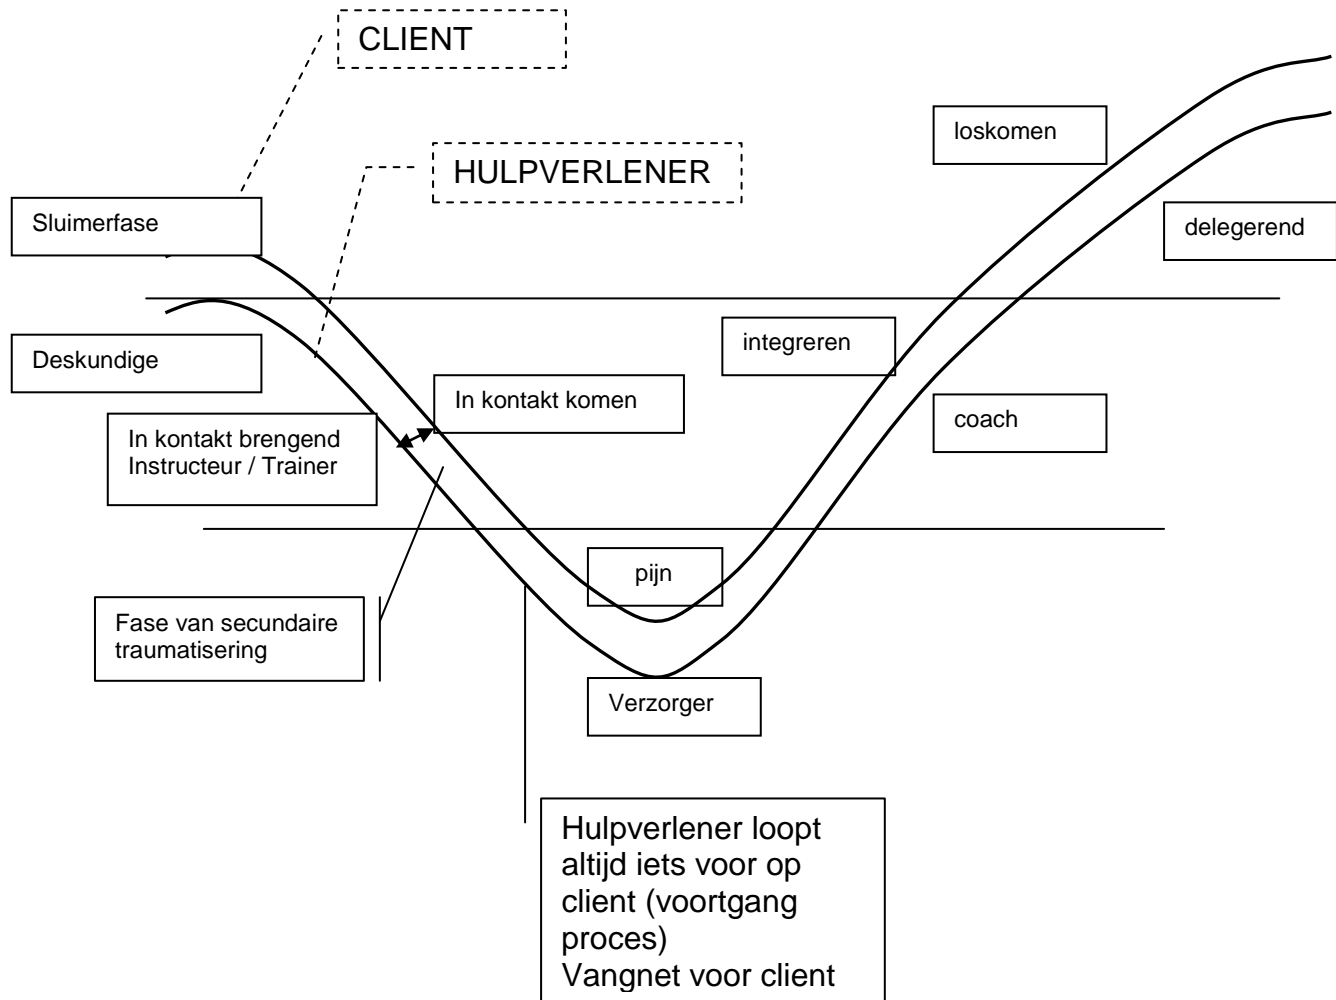 CLIENT
loskomen
HULPVERLENER
Sluimerfase
delegerend
integreren
Deskundige
In kontakt komen
coach
In kontakt brengend
Instructeur / Trainer
pijn
Fase van secundaire
traumatisering
Verzorger
Hulpverlener loopt
altijd iets voor op
client (voortgang
proces)
Vangnet voor client